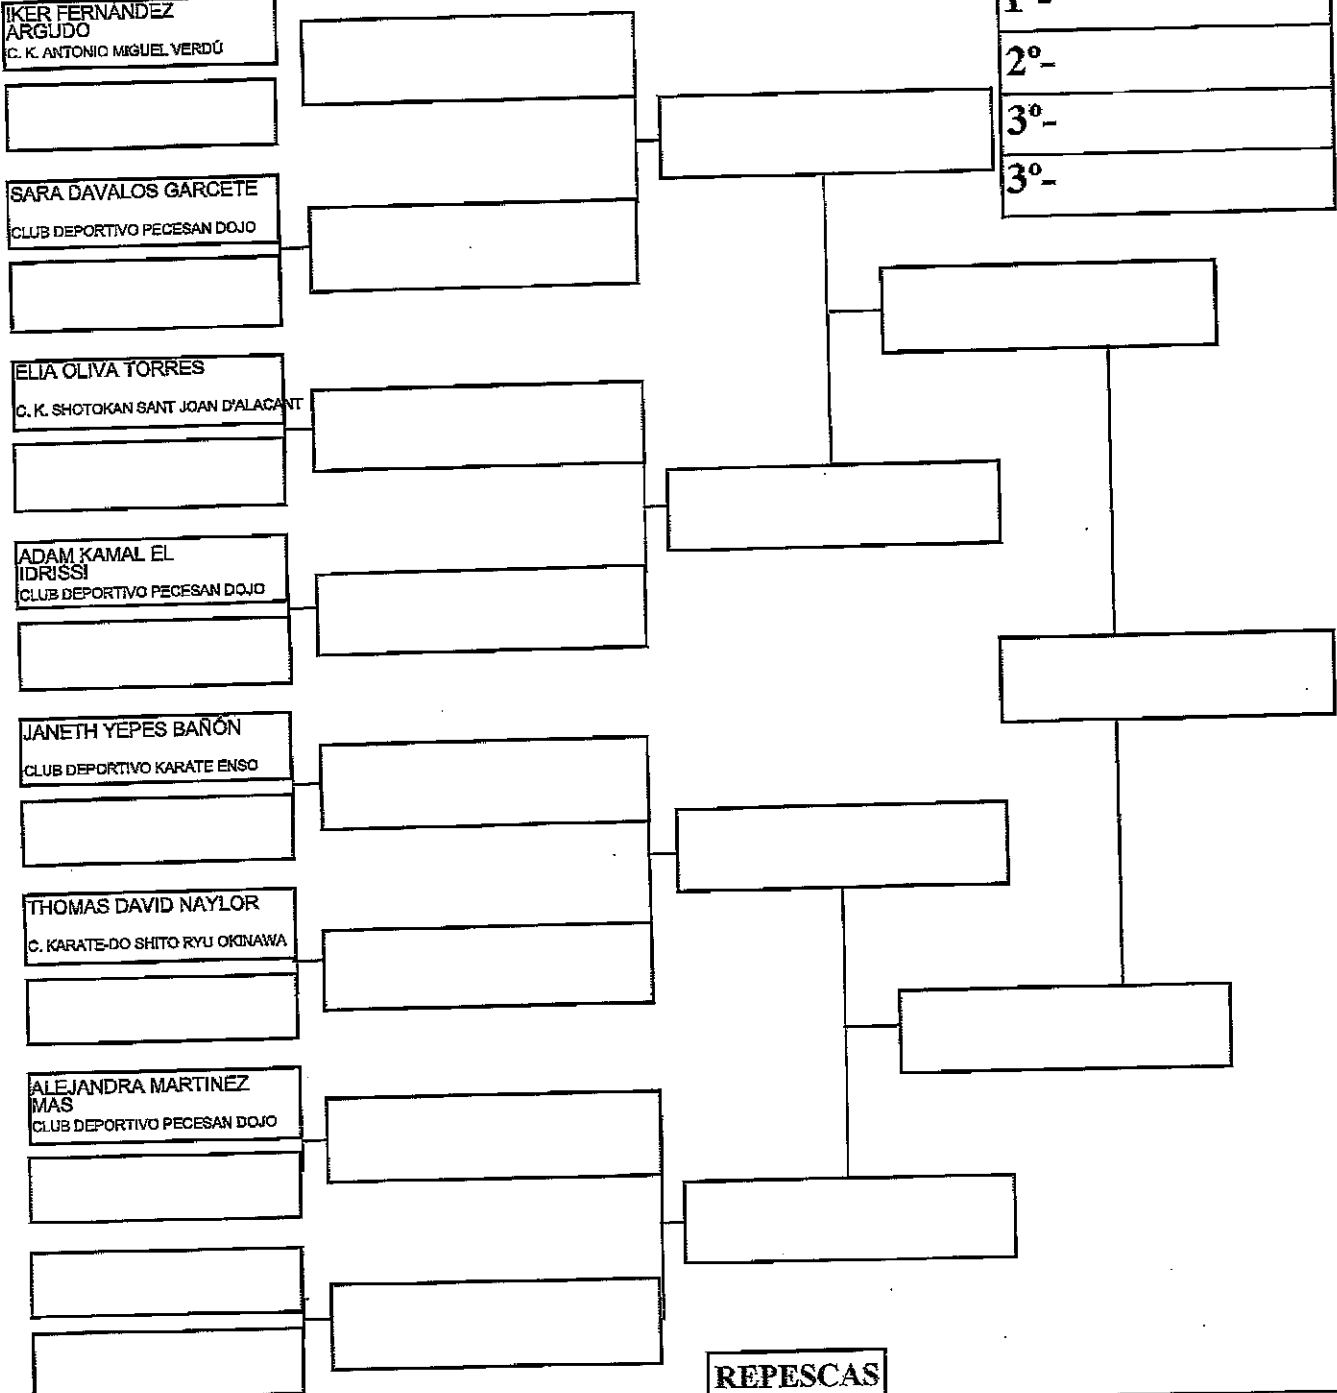 IKER FERNÁNDEZ
ARGUDO
C. K. ANTONIO MIGUEL VERDÚ
SARA DAVALOS GARCETE
CLUB DEPORTIVO PECESAN DOJO
ELIA OLIVA TORRES
C. K. SHOTOKAN SANT JOAN D'ALACANT
ADAM KAMAL EL
IDRISSI
CLUB DEPORTIVO PECESAN DOJO
JANETH YEPES BAÑÓN
CLUB DEPORTIVO KARATE ENSO
THOMAS DAVID NAYLOR
C. KARATE-DO SHITO RYU OKINAWA
ALEJANDRA MARTINEZ
MAS
CLUB DEPORTIVO PECESAN DOJO
1º-
2º-
3º-
3º-
REPESCAS